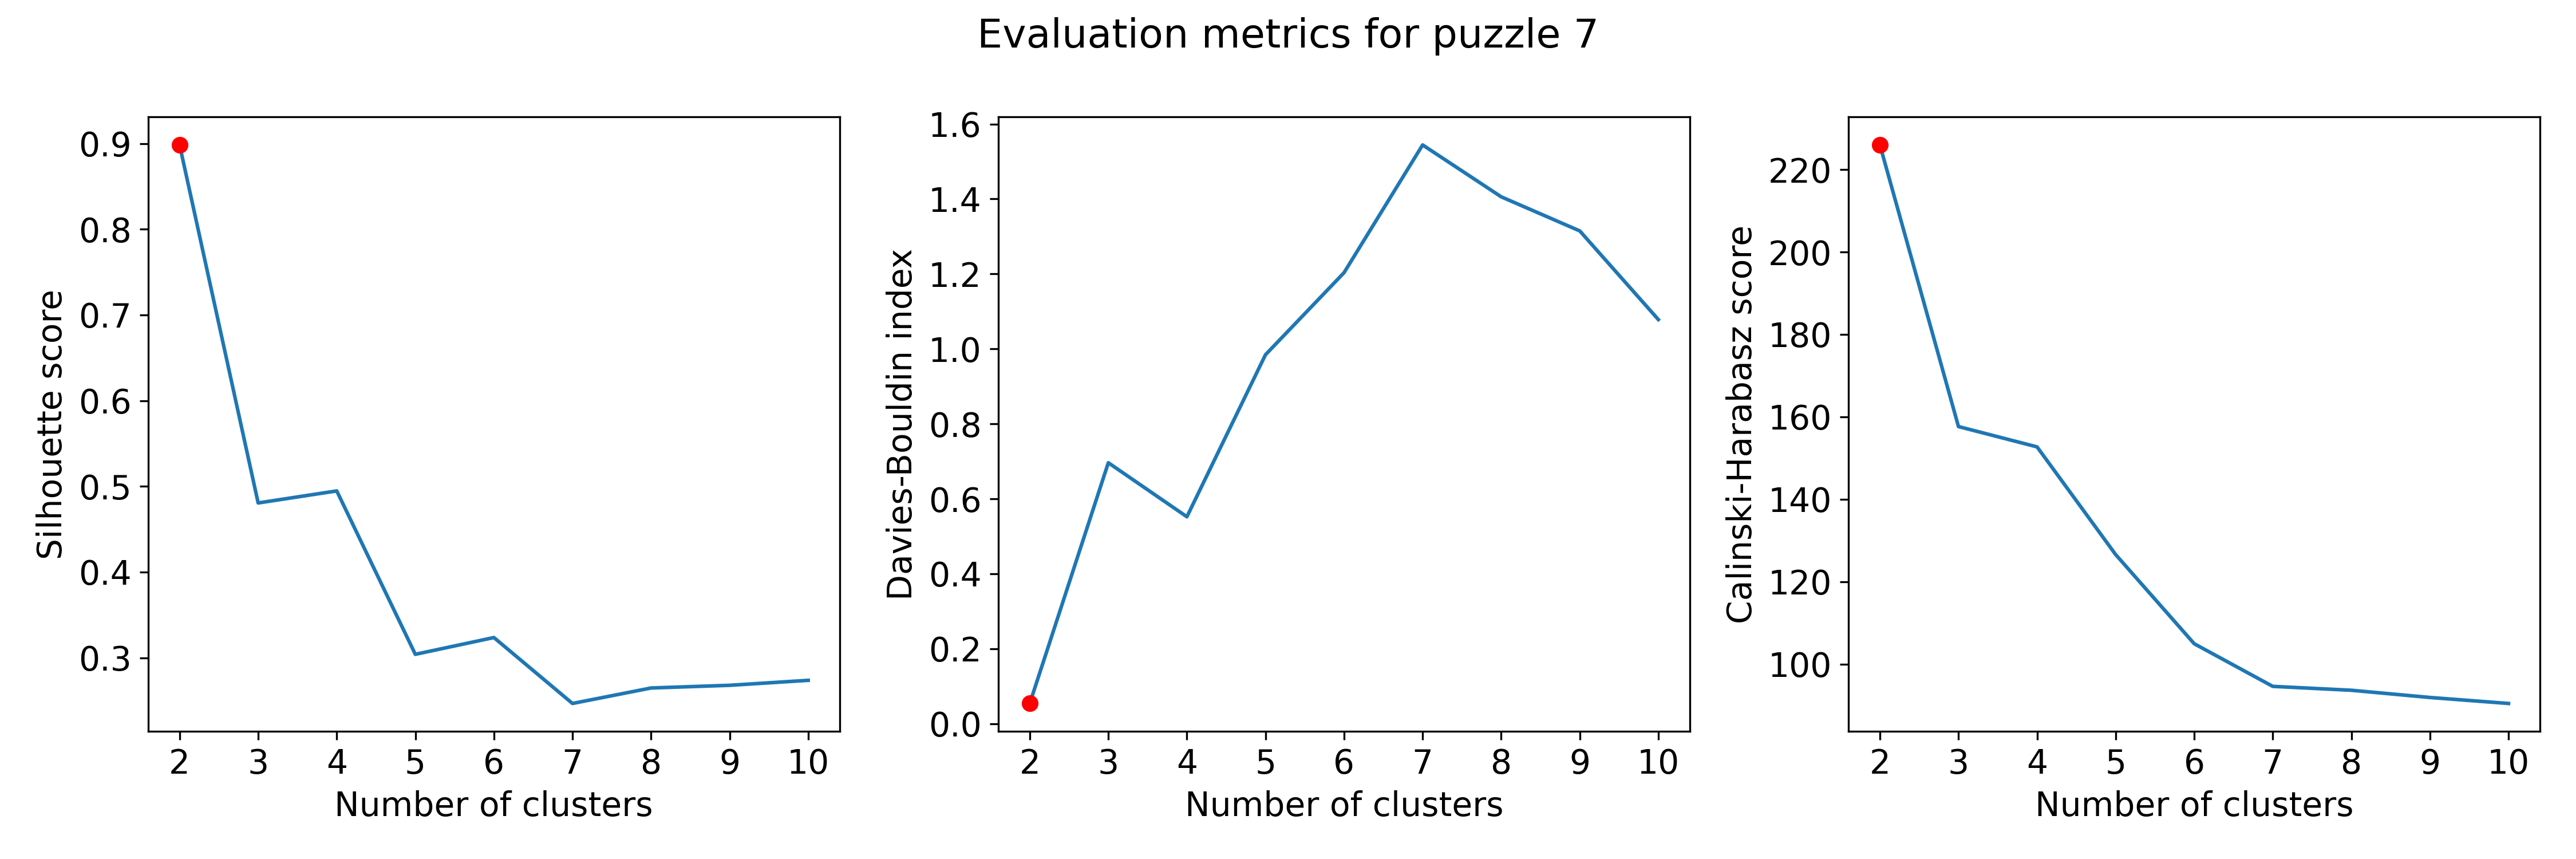 Evaluation metrics for puzzle 7
Silhouette score
0.9
0.8
0.7
0.6
0.5
0.4
0.3
2 3 4 5 6 7 8 9 10
Number of clusters
Davies-Bouldin index
1.6
1.4
1.2
1.0
0.8
0.6
0.4
0.2
0.0
2 3 4 5 6 7 8 9 10
Number of clusters
Calinski-Harabasz score
220
200
180
160
140
120
100
2 3 4 5 6 7 8 9 10
Number of clusters